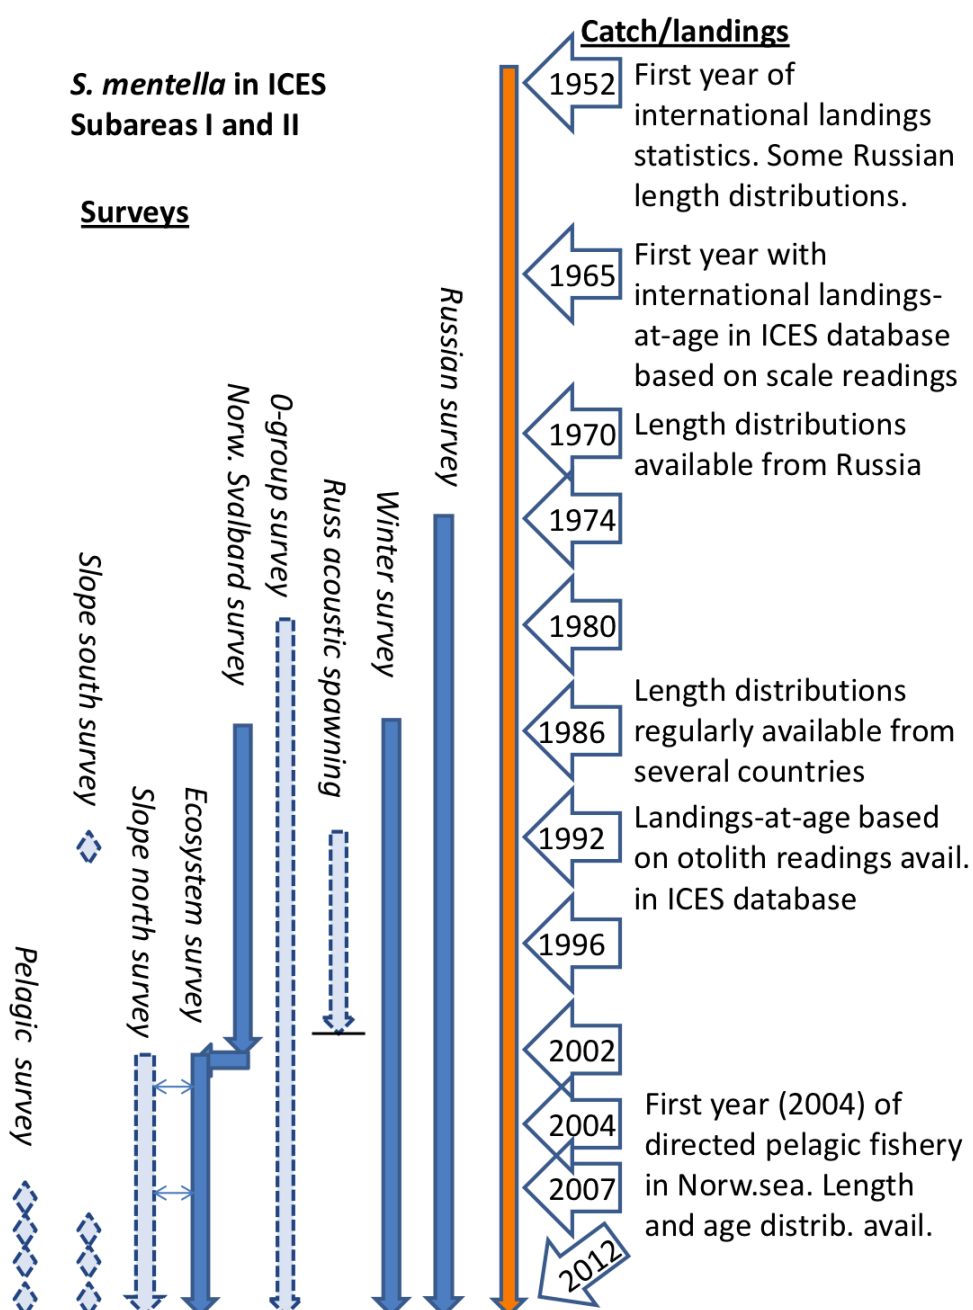 S. mentella in ICES
Subareas I and II
Surveys
Catch/landings
1952
First year of
international landings
statistics. Some Russian
length distributions.
1965
First year with
international landings-
at-age in ICES database
based on scale readings
1970
Length distributions
available from Russia
1974
1980
1986
Length distributions
regularly available from
several countries
1992
Landings-at-age based
on otolith readings avail.
in ICES database
1996
2002
2004
First year (2004) of
directed pelagic fishery
in Norw.sea. Length
and age distrib. avail.
2007
2012
Pelagic survey
Slope south survey
Slope north survey
Ecosystem survey
Norw. Svalbard survey
0-group survey
Russ acoustic spawning
Winter survey
Russian survey